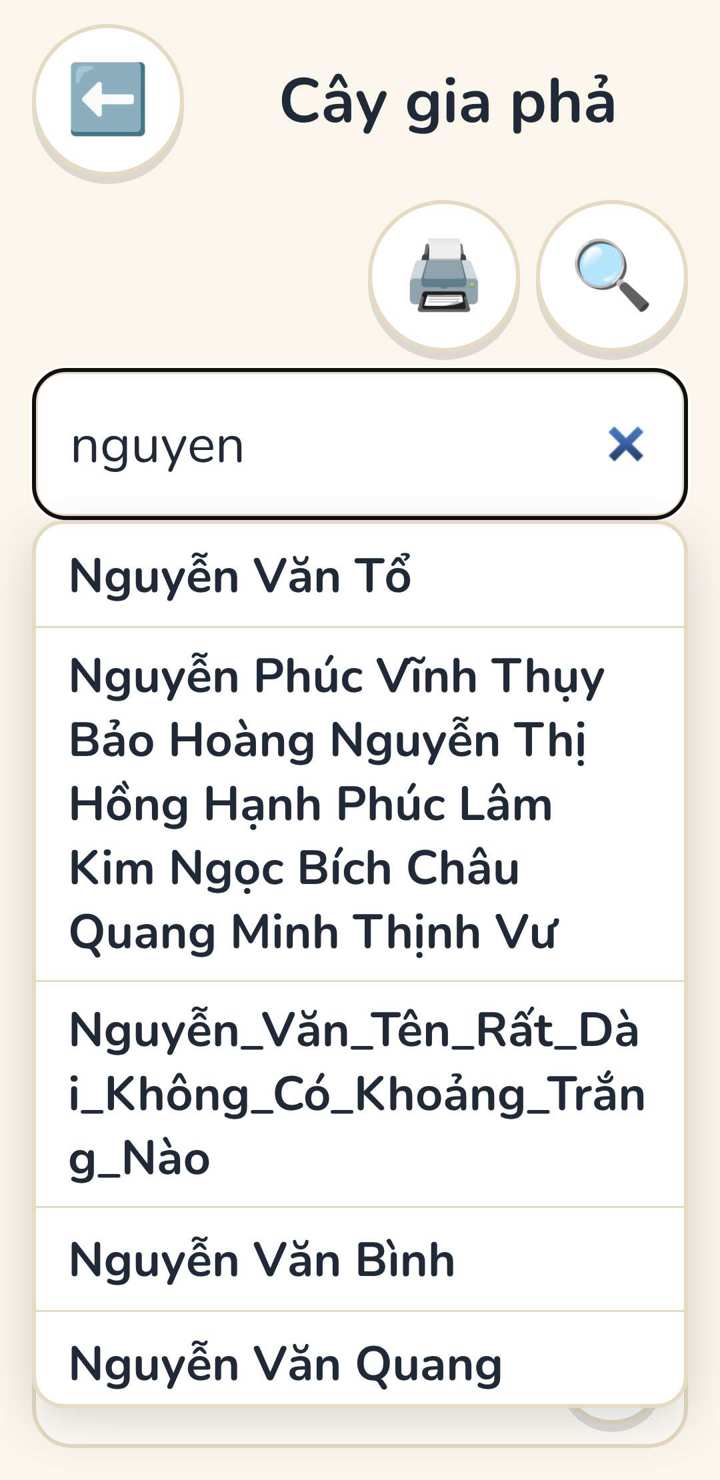 Cây gia phả
nguyen
Nguyễn Văn Tổ
Nguyễn Phúc Vĩnh Thụy
Bảo Hoàng Nguyễn Thị
Hồng Hạnh Phúc Lâm
Kim Ngọc Bích Châu
Quang Minh Thịnh Vư
Nguyễn_Văn_Tên_Rất_Dà
i_Không_Có_Khoảng_Trắn
g_Nào
Nguyễn Văn Bình
Nguyễn Văn Quang